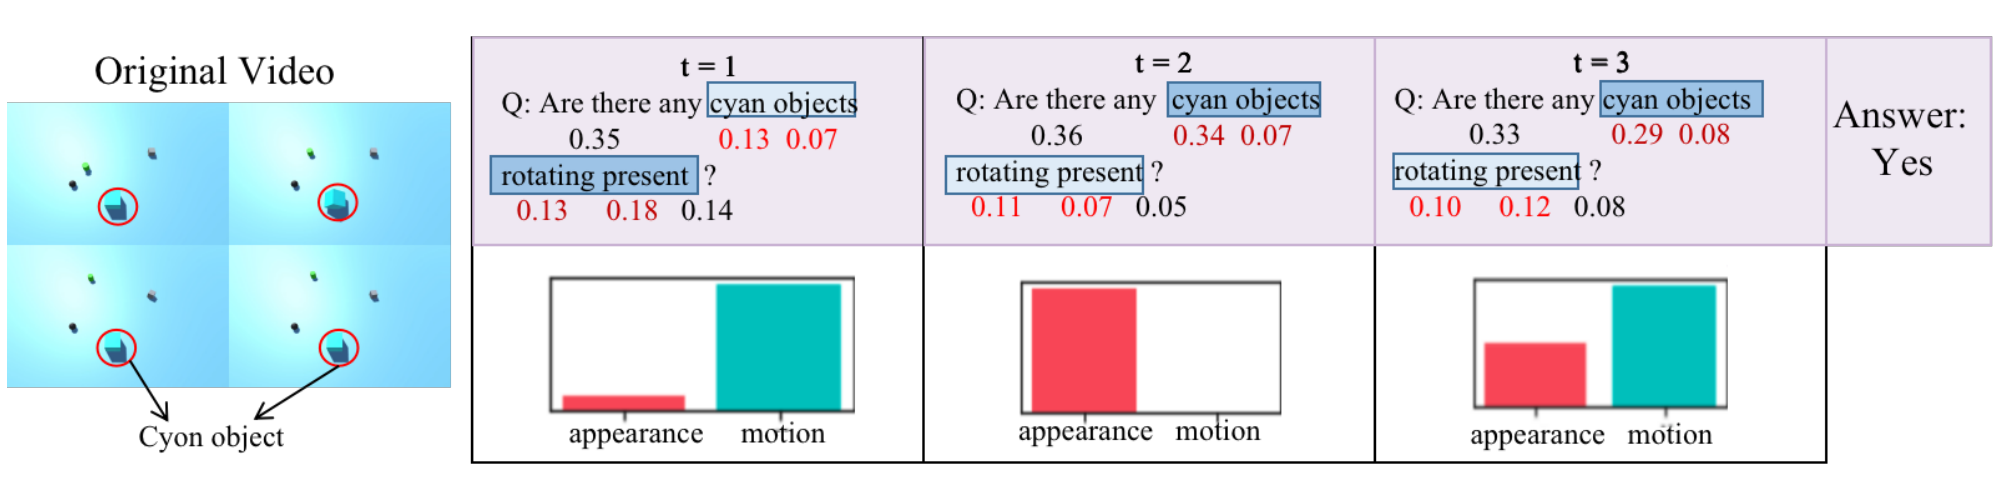 Original Video
Cyon object
t = 1
Q: Are there any cyan objects
0.35 0.13 0.07
rotating present ?
0.13 0.18 0.14
appearance motion
t = 2
Q: Are there any cyan objects
0.36 0.34 0.07
rotating present ?
0.11 0.07 0.05
appearance motion
t = 3
Q: Are there any cyan objects
0.33 0.29 0.08
rotating present ?
0.10 0.12 0.08
appearance motion
Answer:
Yes